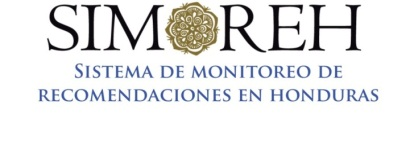 SIMOREH
SISTEMA DE MONITOREO DE
RECOMENDACIONES EN HONDURAS